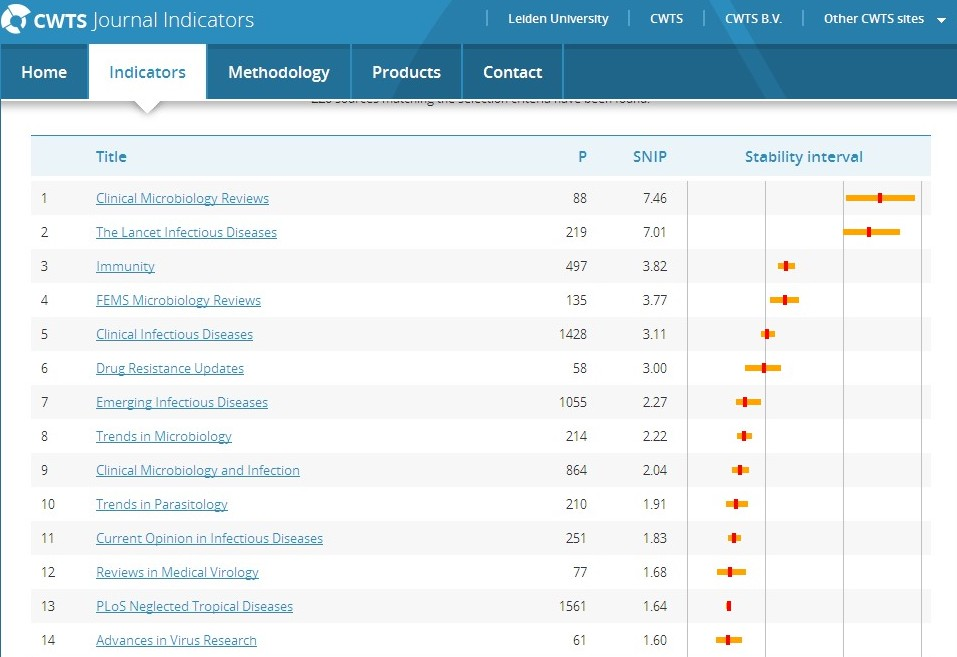 CWTS Journal Indicators
Leiden University CWTS CWTS B.V. Other CWTS sites
Home Indicators Methodology Products Contact
sources matching the selection criteria have been found.
Title P SNIP Stability interval
1 Clinical Microbiology Reviews 88 7.46
2 The Lancet Infectious Diseases 219 7.01
3 Immunity 497 3.82
4 FEMS Microbiology Reviews 135 3.77
5 Clinical Infectious Diseases 1428 3.11
6 Drug Resistance Updates 58 3.00
7 Emerging Infectious Diseases 1055 2.27
8 Trends in Microbiology 214 2.22
9 Clinical Microbiology and Infection 864 2.04
10 Trends in Parasitology 210 1.91
11 Current Opinion in Infectious Diseases 251 1.83
12 Reviews in Medical Virology 77 1.68
13 PLoS Neglected Tropical Diseases 1561 1.64
14 Advances in Virus Research 61 1.60